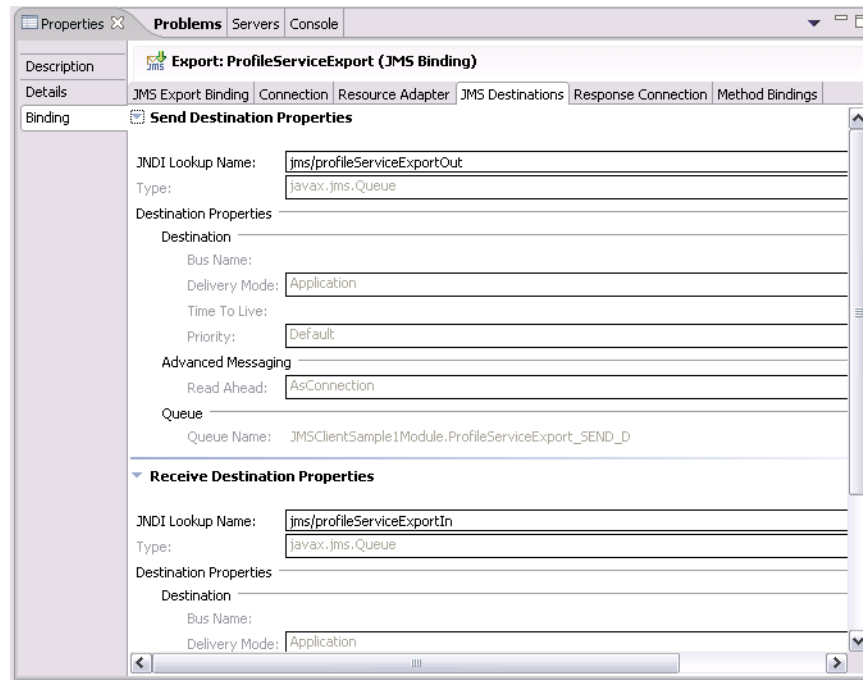 Properties Problems Servers Console
Description
Details
Binding
jms Export: ProfileServiceExport (JMS Binding)
JMS Export Binding Connection Resource Adapter JMS Destinations Response Connection Method Bindings
Send Destination Properties
JNDI Lookup Name: jms/profileServiceExportOut
Type: javax.jms.Queue
Destination Properties
Destination
Bus Name:
Delivery Mode: Application
Time To Live:
Priority: Default
Advanced Messaging
Read Ahead: AsConnection
Queue
Queue Name: JMSClientSample1Module.ProfileServiceExport_SEND_D
Receive Destination Properties
JNDI Lookup Name: jms/profileServiceExportIn
Type: javax.jms.Queue
Destination Properties
Destination
Bus Name:
Delivery Mode: Application